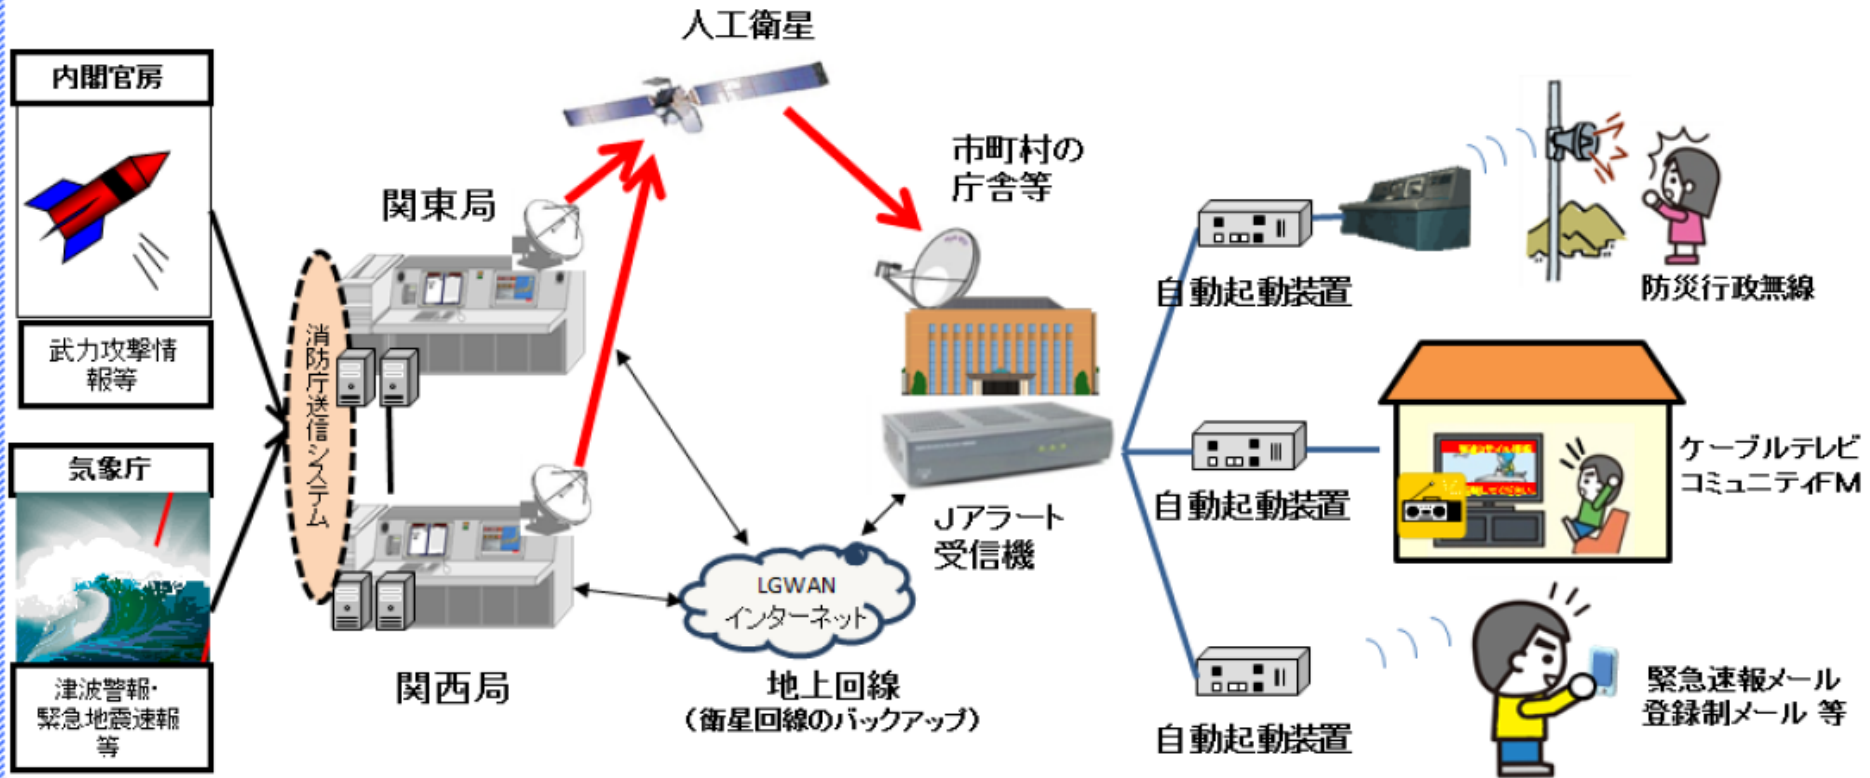 人工衛星
内閣官房
武力攻撃情
報等
気象庁
津波警報・
緊急地震速報
等
消防庁送信システム
関東局
関西局
市町村の
庁舎等
Jアラート
受信機
LGWAN
インターネット
地上回線
(衛星回線のバックアップ)
自動起動装置
防災行政無線
自動起動装置
ケーブルテレビ
コミュニティFM
自動起動装置
緊急速報メール
登録制メール 等